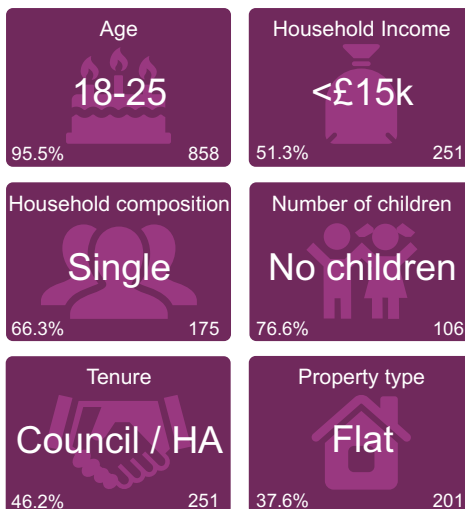 Age
18-25
95.5% 858
Household Income
<£15k
51.3% 251
Household composition
Single
66.3% 175
Number of children
No children
76.6% 106
Tenure
Council / HA
46.2% 251
Property type
Flat
37.6% 201